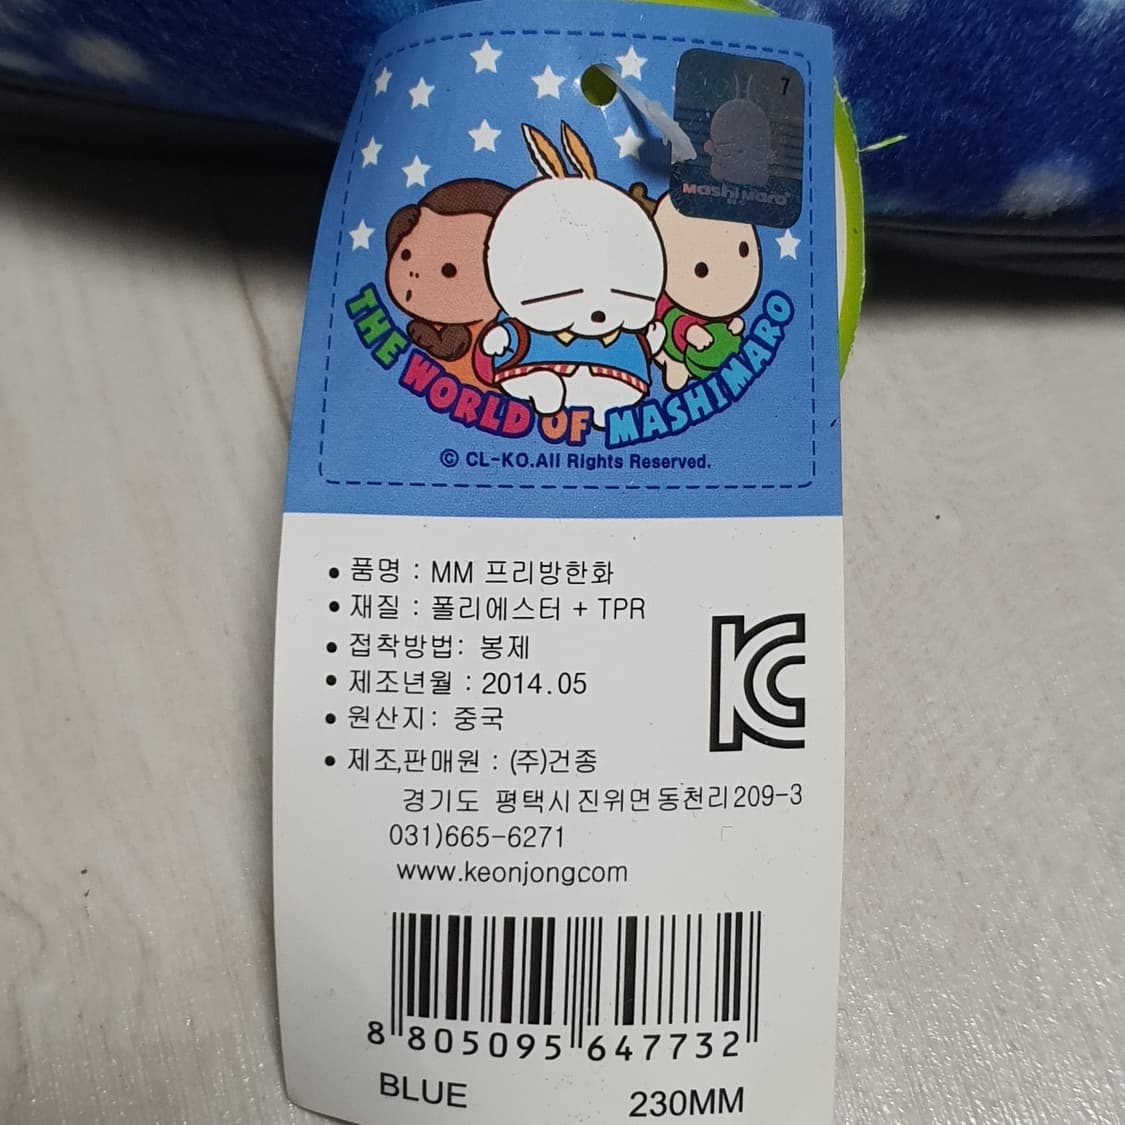 7
MashiMaro
THE WORLD OF MASHIMARO
© CL-KO.All Rights Reserved.
• 품명 : MM 프리방한화
• 재질 : 폴리에스터 + TPR
• 접착방법: 봉제
• 제조년월 : 2014.05
• 원산지: 중국
• 제조,판매원 : (주)건종
경기도 평택시진위면동천리209-3
031)665-6271
www.keonjongcom
KC
8 805095 647732
BLUE 230MM